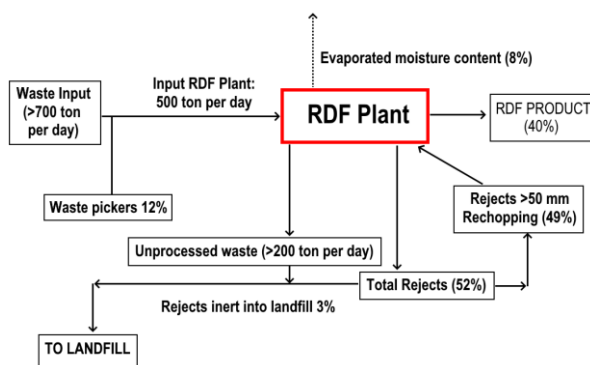 Evaporated moisture content (8%)
Waste Input
(>700 ton
per day)
Input RDF Plant:
500 ton per day
RDF Plant
RDF PRODUCT
(40%)
Waste pickers 12%
Rejects >50 mm
Rechopping (49%)
Unprocessed waste (>200 ton per day)
Total Rejects (52%)
Rejects inert into landfill 3%
TO LANDFILL